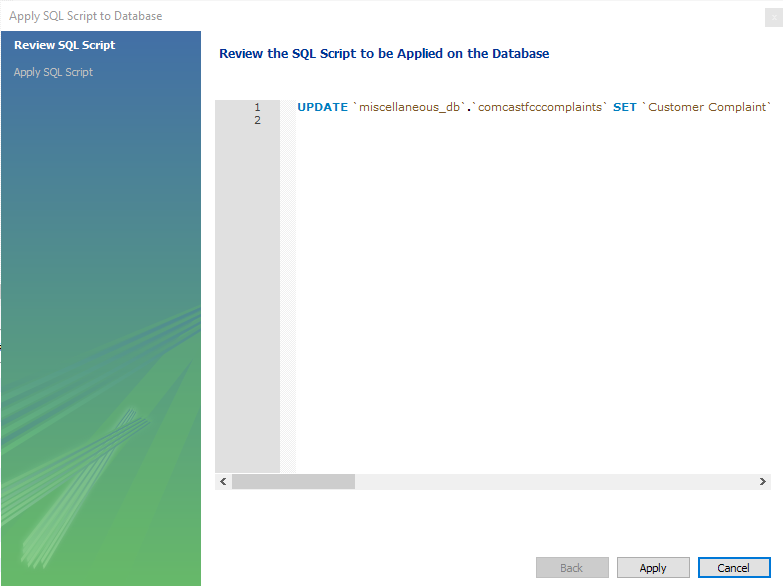 Apply SQL Script to Database
Review SQL Script
Apply SQL Script
Review the SQL Script to be Applied on the Database
1 UPDATE `miscellaneous_db`.`comcastfcccomplaints` SET `Customer Complaint`
2
Back Apply Cancel